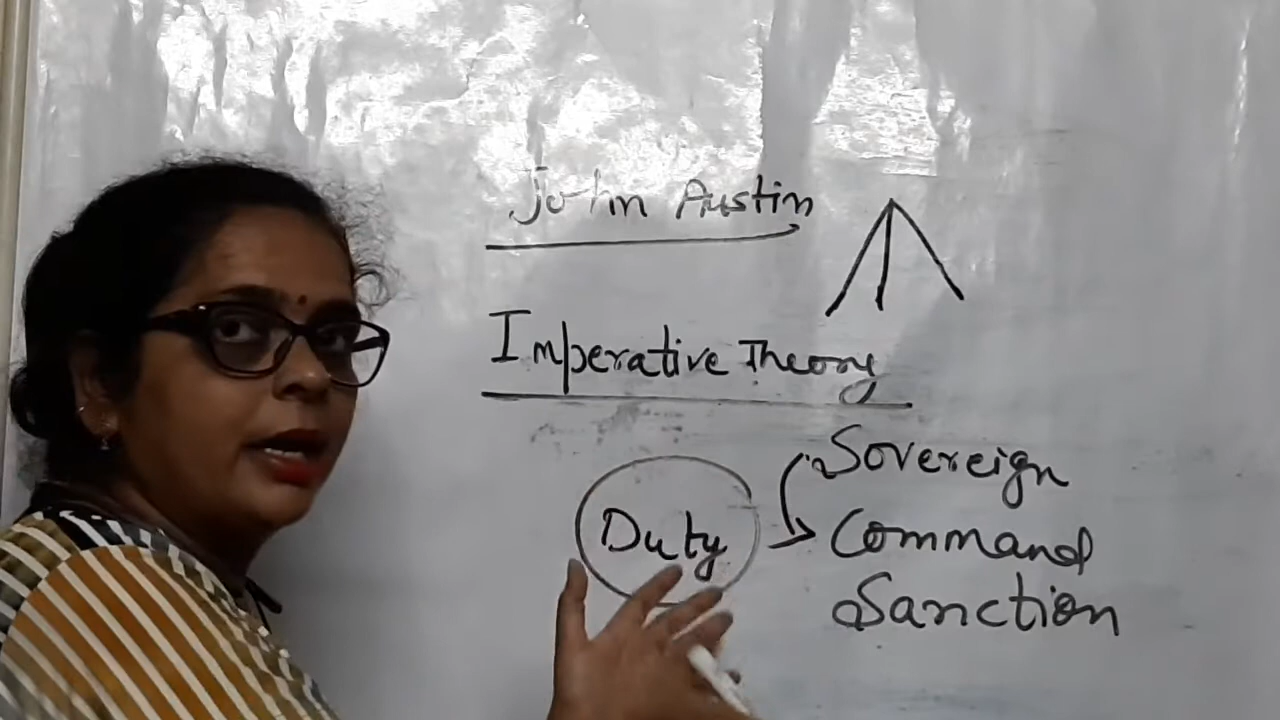 John Austin
Imperative Theory
Sovereign
Duty
Command
Sanction